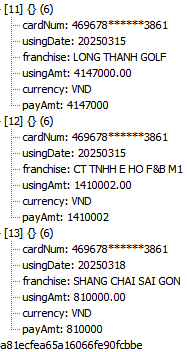 [11] {} (6)
cardNum: 469678******3861
usingDate: 20250315
franchise: LONG THANH GOLF
usingAmt: 4147000.00
currency: VND
payAmt: 4147000
[12] {} (6)
cardNum: 469678******3861
usingDate: 20250315
franchise: CT TNHH E HO F&B M1
usingAmt: 1410002.00
currency: VND
payAmt: 1410002
[13] {} (6)
cardNum: 469678******3861
usingDate: 20250318
franchise: SHANG CHAI SAI GON
usingAmt: 810000.00
currency: VND
payAmt: 810000
a81ecfea65a16066fe90fcbbe